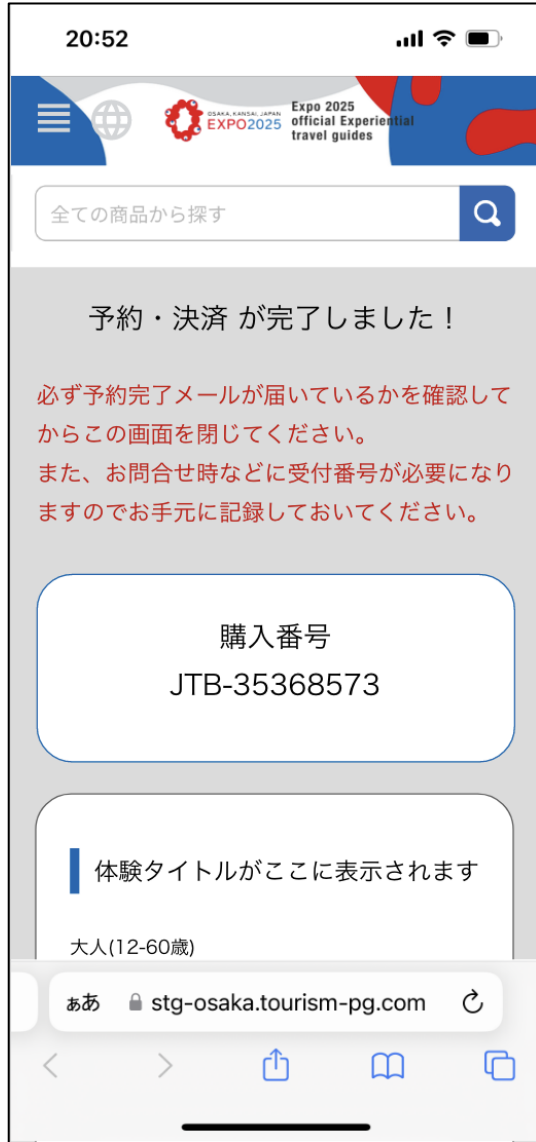 20:52
OSAKA, KANSAI, JAPAN
EXPO2025
Expo 2025
official Experiential
travel guides
全ての商品から探す
予約・決済 が完了しました！
必ず予約完了メールが届いているかを確認して
からこの画面を閉じてください。
また、お問合せ時などに受付番号が必要になり
ますのでお手元に記録しておいてください。
購入番号
JTB-35368573
体験タイトルがここに表示されます
大人(12-60歳)
ぁあ stg-osaka.tourism-pg.com